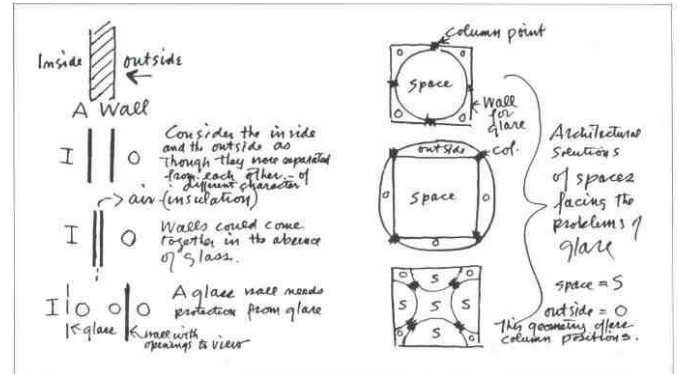 Inside
outside
A Wall
I
O
Consider the inside
and the outside as
though they were separated
from each other - of
different character
air (insulation)
I
O
Walls could come
together in the absence
of glass.
I
O
O
O
A glass wall needs
protection from glare
glare
wall with
openings to view
column point
O
O
Space
O
O
Wall
for
glare
outside
col.
O
Space
O
O
O
S
O
S
S
S
O
S
O
Architectural
Solutions
of spaces
facing the
problems of
glare
space = S
outside = O
This geometry gives
column positions.